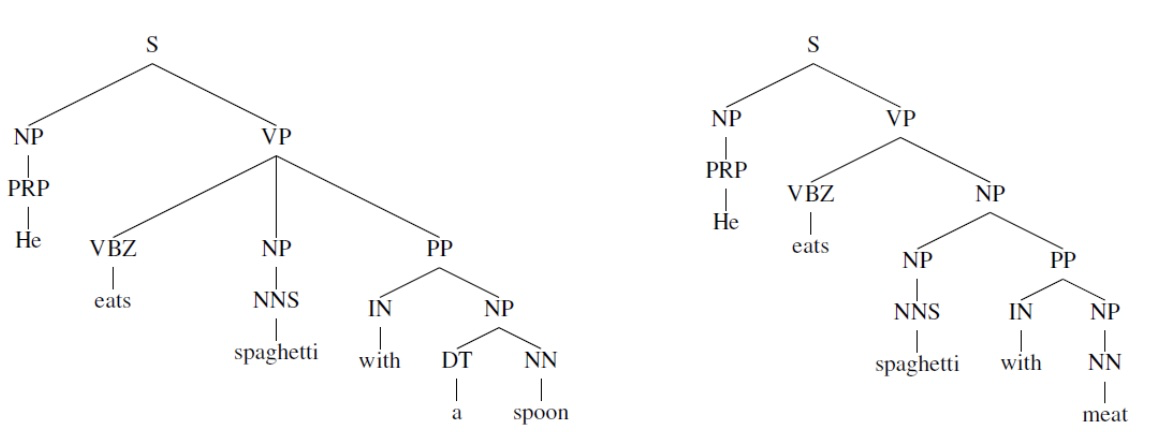 S
NP VP
PRP
He
VBZ NP PP
eats NNS IN NP
spaghetti with DT NN
a spoon
S
NP VP
PRP VBZ NP
He eats
NP PP
NNS IN NP
spaghetti with NN
meat